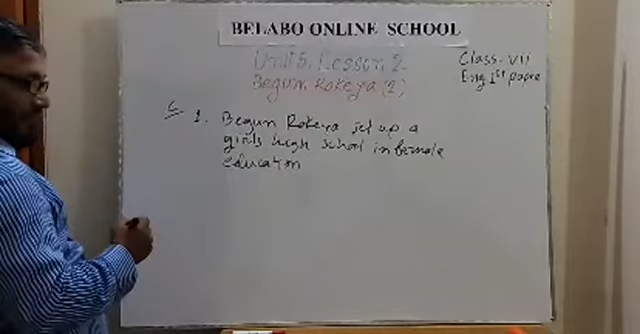 BELABO ONLINE SCHOOL
Unit 5. Lesson 2
Begum Rokeya (2)
Class-vii
Eng 1st paper
C
1. Begum Rokeya set up a
girls high school in female
education